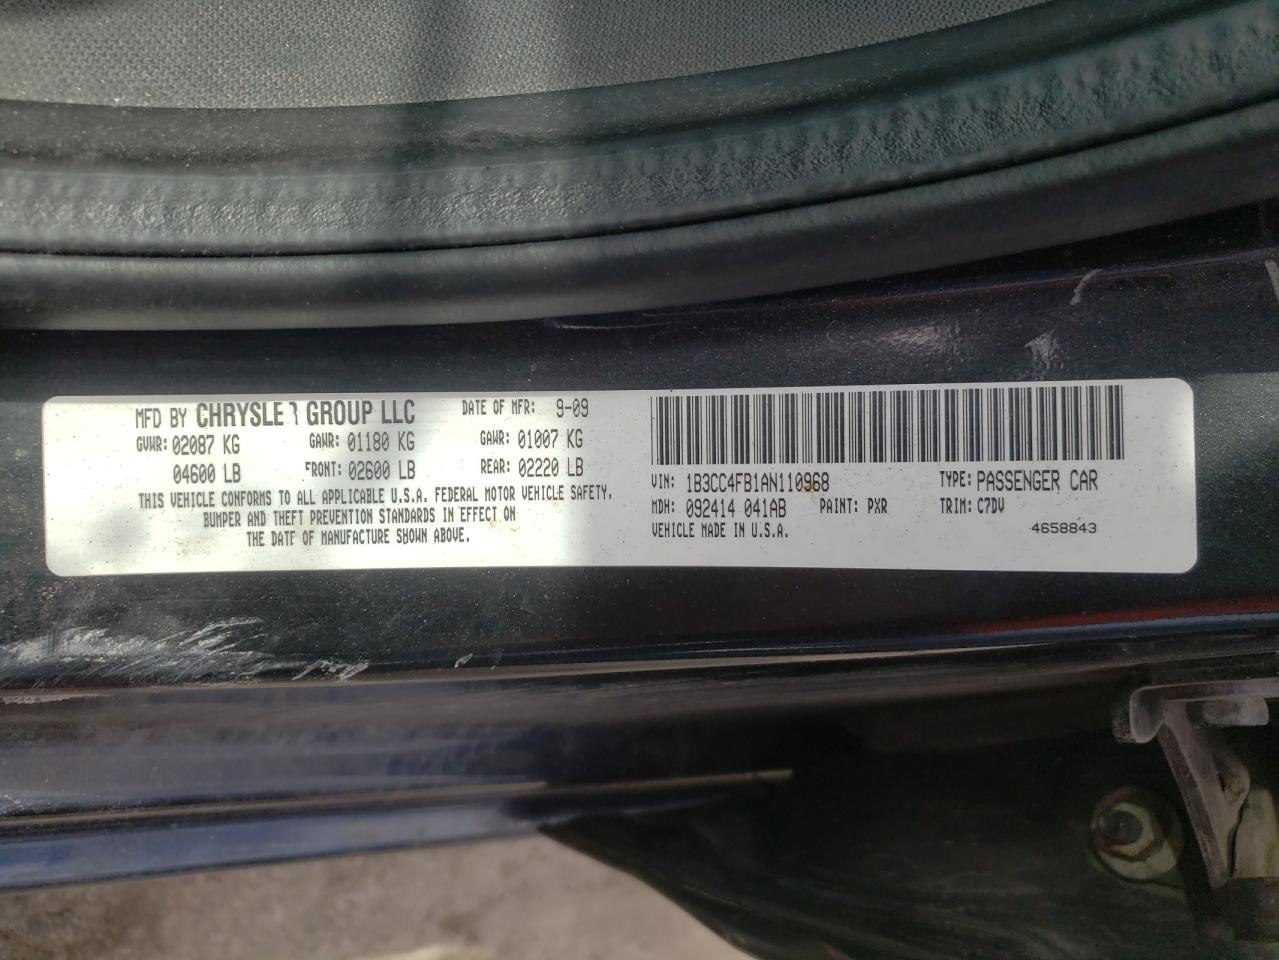 MFD BY CHRYSLER GROUP LLC DATE OF MFR: 9-09
GVWR: 02087 KG GAWR: 01180 KG GAWR: 01007 KG
04600 LB FRONT: 02600 LB REAR: 02220 LB
THIS VEHICLE CONFORMS TO ALL APPLICABLE U.S.A. FEDERAL MOTOR VEHICLE SAFETY,
BUMPER AND THEFT PREVENTION STANDARDS IN EFFECT ON
THE DATE OF MANUFACTURE SHOWN ABOVE.
VIN: 1B3CC4FB1AN110968 TYPE: PASSENGER CAR
MDH: 092414 041AB PAINT: PXR TRIM: C7DV
VEHICLE MADE IN U.S.A. 4658843